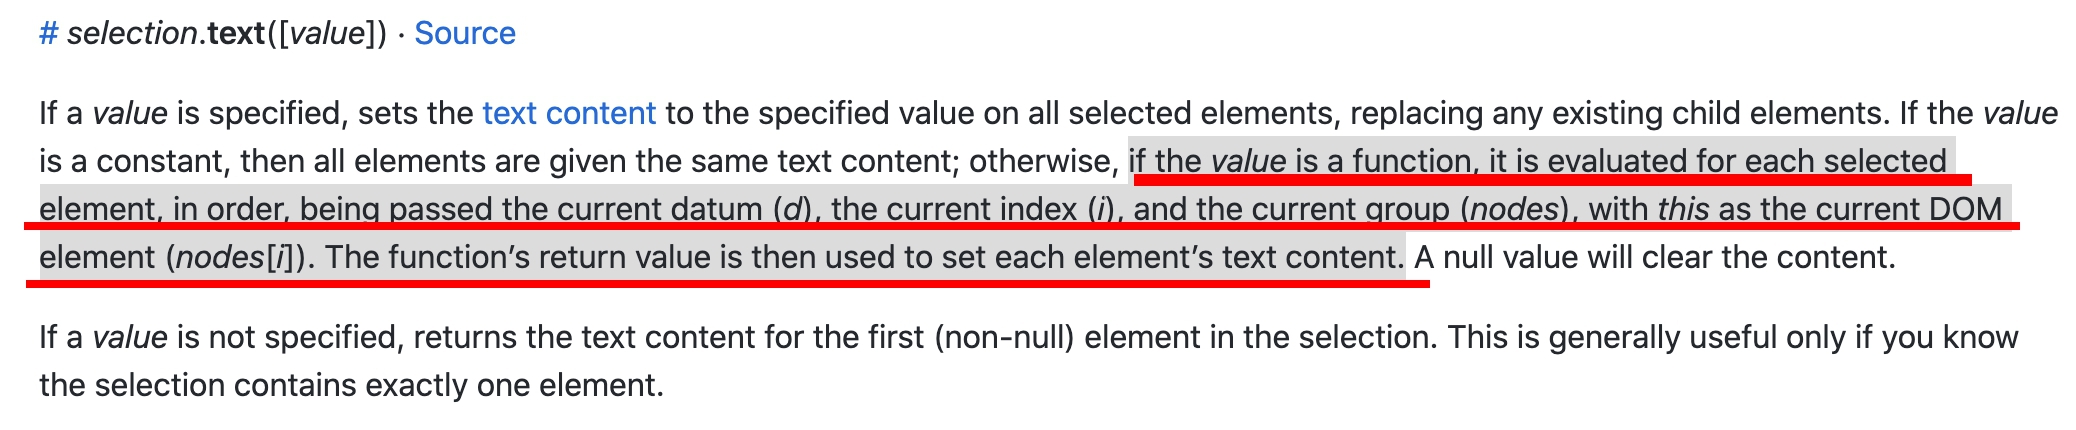 # selection.text([value]) · Source
If a value is specified, sets the text content to the specified value on all selected elements, replacing any existing child elements. If the value
is a constant, then all elements are given the same text content; otherwise, if the value is a function, it is evaluated for each selected
element, in order, being passed the current datum (d), the current index (i), and the current group (nodes), with this as the current DOM
element (nodes[i]). The function’s return value is then used to set each element’s text content. A null value will clear the content.
If a value is not specified, returns the text content for the first (non-null) element in the selection. This is generally useful only if you know
the selection contains exactly one element.